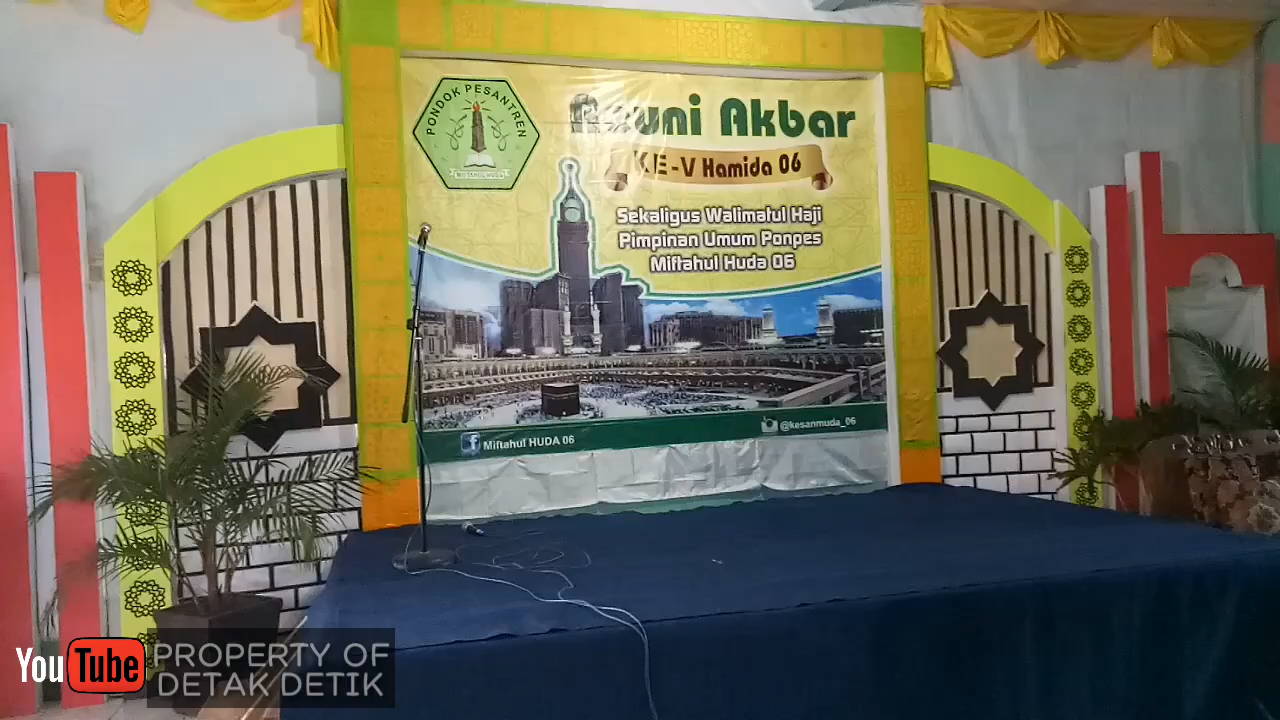 PONDOK PESANTREN
MIFTAHUL HUDA
Reuni Akbar
KE-V Hamida 06
Sekaligus Walimatul Haji
Pimpinan Umum Ponpes
Miftahul Huda 06
Miftahul HUDA 06
@kesanmuda_06
YouTube
PROPERTY OF
DETAK DETIK